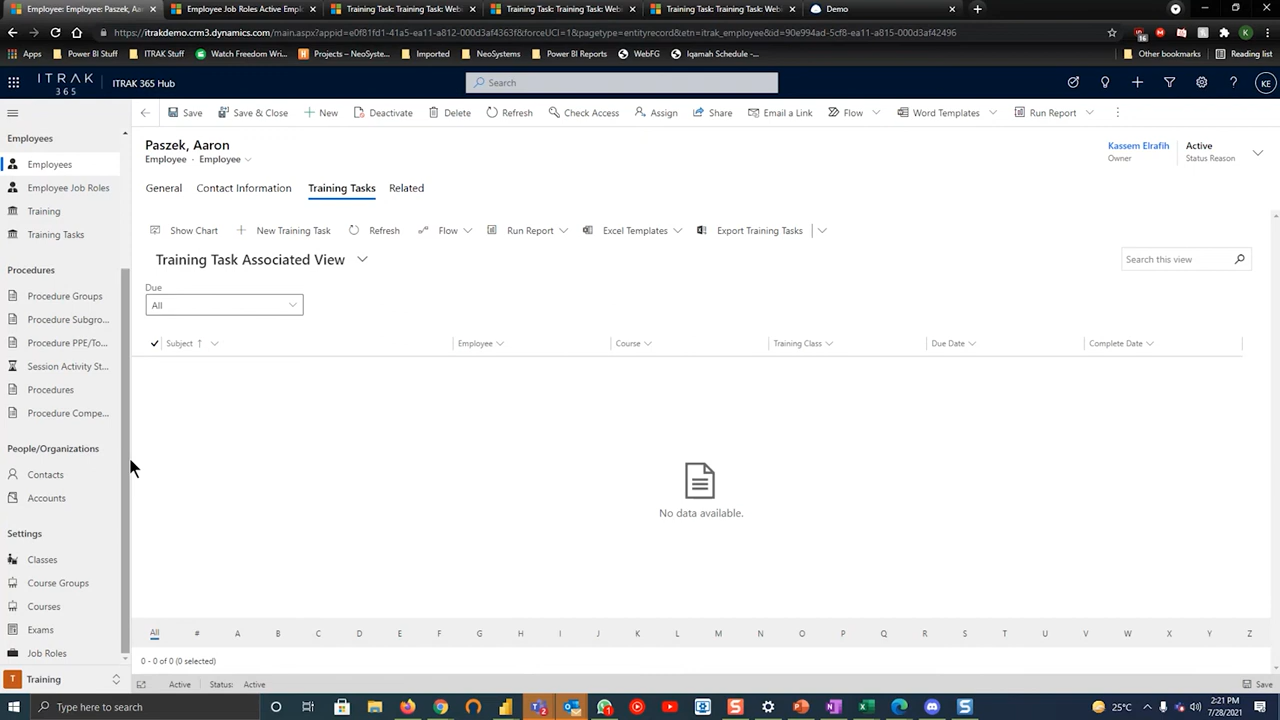 Employee: Employee: Paszek, Aaron
Employee Job Roles Active Emplo
Training Task: Training Task: Web
Training Task: Training Task: Web
Training Task: Training Task: Web
Demo
https://itrakdemo.crm3.dynamics.com/main.aspx?appid=e0f81fd1-41a5-ea11-a812-000d3af4363f&forceUCI=1&pagetype=entityrecord&etn=itrak_employee&id=90e994ad-5ca6-ea11-a815-000d3af42496
Apps
Power BI Stuff
ITRAK Stuff
Watch Freedom Wri...
Projects – NeoSyste...
Imported
NeoSystems
Power BI Reports
WebFG
Iqamah Schedule -...
Other bookmarks
Reading list
ITRAK
365
ITRAK 365 Hub
Search
KE
Save
Save & Close
New
Deactivate
Delete
Refresh
Check Access
Assign
Share
Email a Link
Flow
Word Templates
Run Report
Employees
Employees
Employee Job Roles
Training
Training Tasks
Procedures
Procedure Groups
Procedure Subgro...
Procedure PPE/To...
Session Activity St...
Procedures
Procedure Compe...
People/Organizations
Contacts
Accounts
Settings
Classes
Course Groups
Courses
Exams
Job Roles
T
Training
Paszek, Aaron
Employee · Employee
Kassem Elrafih
Owner
Active
Status Reason
General
Contact Information
Training Tasks
Related
Show Chart
New Training Task
Refresh
Flow
Run Report
Excel Templates
Export Training Tasks
Training Task Associated View
Search this view
Due
All
Subject
Employee
Course
Training Class
Due Date
Complete Date
No data available.
All # A B C D E F G H I J K L M N O P Q R S T U V W X Y Z
0 - 0 of 0 (0 selected)
Active
Status:
Active
Save
Type here to search
25°C
2:21 PM
7/28/2021